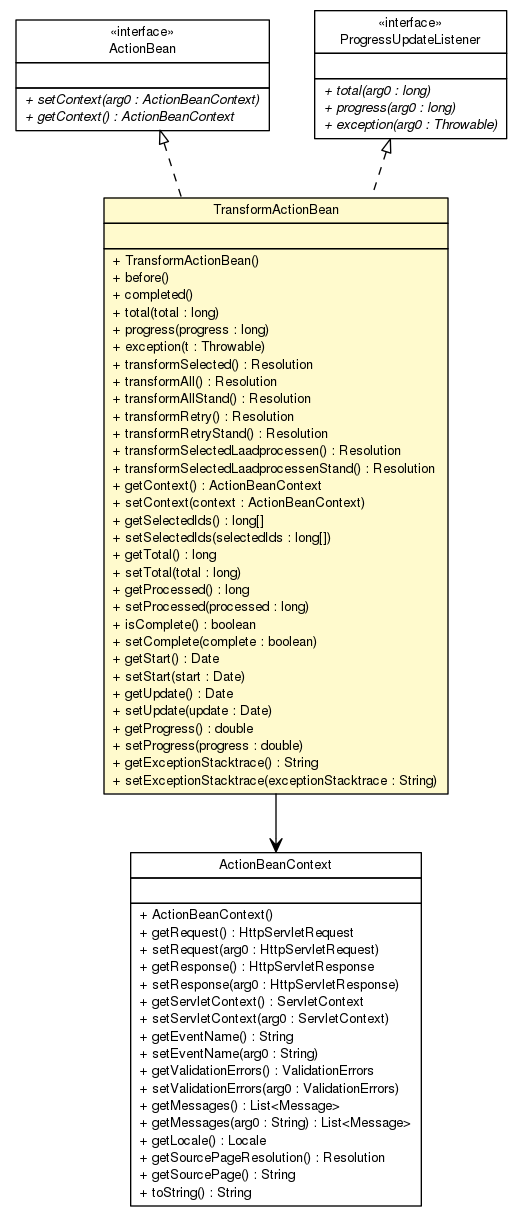 «interface»
ActionBean
+ setContext(arg0 : ActionBeanContext)
+ getContext() : ActionBeanContext
«interface»
ProgressUpdateListener
+ total(arg0 : long)
+ progress(arg0 : long)
+ exception(arg0 : Throwable)
TransformActionBean
+ TransformActionBean()
+ before()
+ completed()
+ total(total : long)
+ progress(progress : long)
+ exception(t : Throwable)
+ transformSelected() : Resolution
+ transformAll() : Resolution
+ transformAllStand() : Resolution
+ transformRetry() : Resolution
+ transformRetryStand() : Resolution
+ transformSelectedLaadprocessen() : Resolution
+ transformSelectedLaadprocessenStand() : Resolution
+ getContext() : ActionBeanContext
+ setContext(context : ActionBeanContext)
+ getSelectedIds() : long[]
+ setSelectedIds(selectedIds : long[])
+ getTotal() : long
+ setTotal(total : long)
+ getProcessed() : long
+ setProcessed(processed : long)
+ isComplete() : boolean
+ setComplete(complete : boolean)
+ getStart() : Date
+ setStart(start : Date)
+ getUpdate() : Date
+ setUpdate(update : Date)
+ getProgress() : double
+ setProgress(progress : double)
+ getExceptionStacktrace() : String
+ setExceptionStacktrace(exceptionStacktrace : String)
ActionBeanContext
+ ActionBeanContext()
+ getRequest() : HttpServletRequest
+ setRequest(arg0 : HttpServletRequest)
+ getResponse() : HttpServletResponse
+ setResponse(arg0 : HttpServletResponse)
+ getServletContext() : ServletContext
+ setServletContext(arg0 : ServletContext)
+ getEventName() : String
+ setEventName(arg0 : String)
+ getValidationErrors() : ValidationErrors
+ setValidationErrors(arg0 : ValidationErrors)
+ getMessages() : List<Message>
+ getMessages(arg0 : String) : List<Message>
+ getLocale() : Locale
+ getSourcePageResolution() : Resolution
+ getSourcePage() : String
+ toString() : String